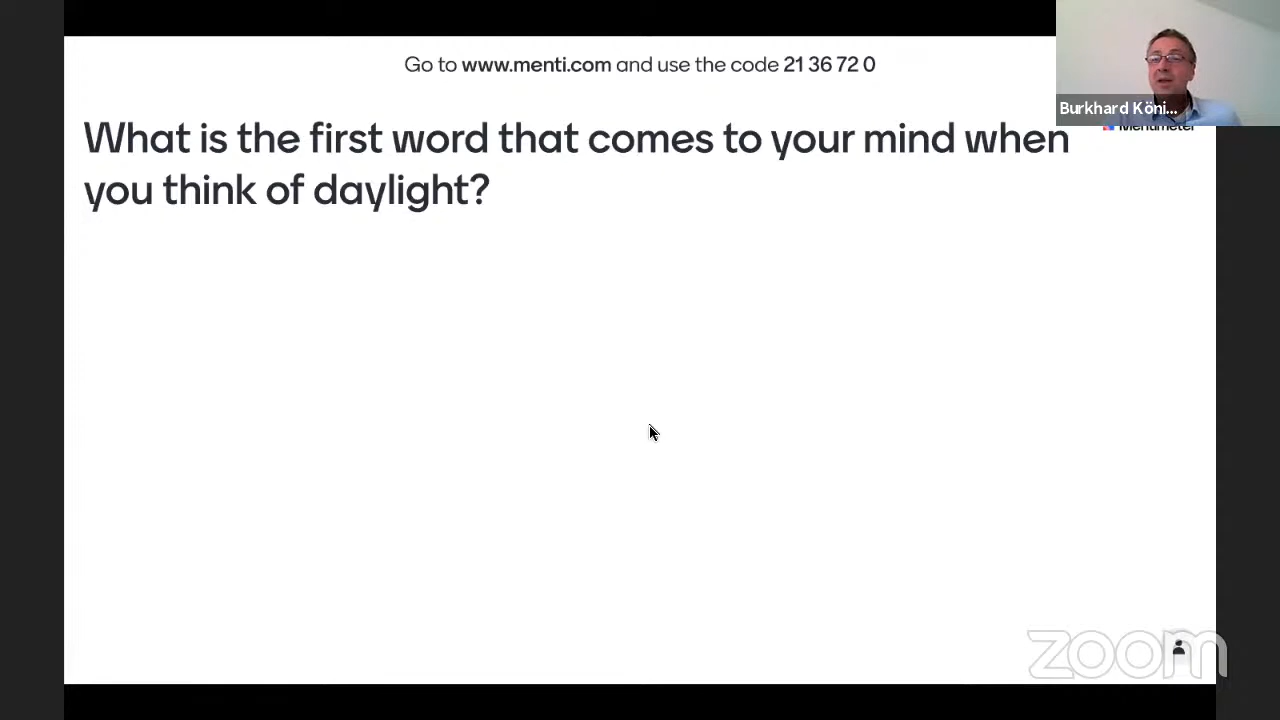 Go to www.menti.com and use the code 21 36 72 0
Burkhard Köni...
Mentimeter
What is the first word that comes to your mind when
you think of daylight?
zoom